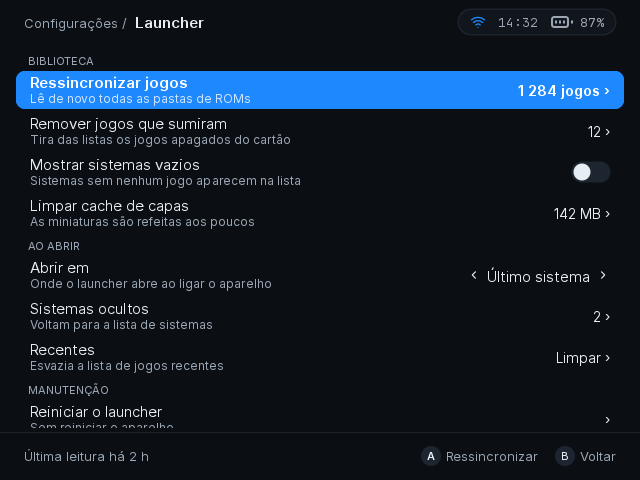 Configurações / Launcher
14:32 87%
BIBLIOTECA
Ressincronizar jogos
Lê de novo todas as pastas de ROMs
1 284 jogos ›
Remover jogos que sumiram
Tira das listas os jogos apagados do cartão
12 ›
Mostrar sistemas vazios
Sistemas sem nenhum jogo aparecem na lista
Limpar cache de capas
As miniaturas são refeitas aos poucos
142 MB ›
AO ABRIR
Abrir em
Onde o launcher abre ao ligar o aparelho
‹ Último sistema ›
Sistemas ocultos
Voltam para a lista de sistemas
2 ›
Recentes
Esvazia a lista de jogos recentes
Limpar ›
MANUTENÇÃO
Reiniciar o launcher
Sem reiniciar o aparelho
›
Última leitura há 2 h
A Ressincronizar B Voltar